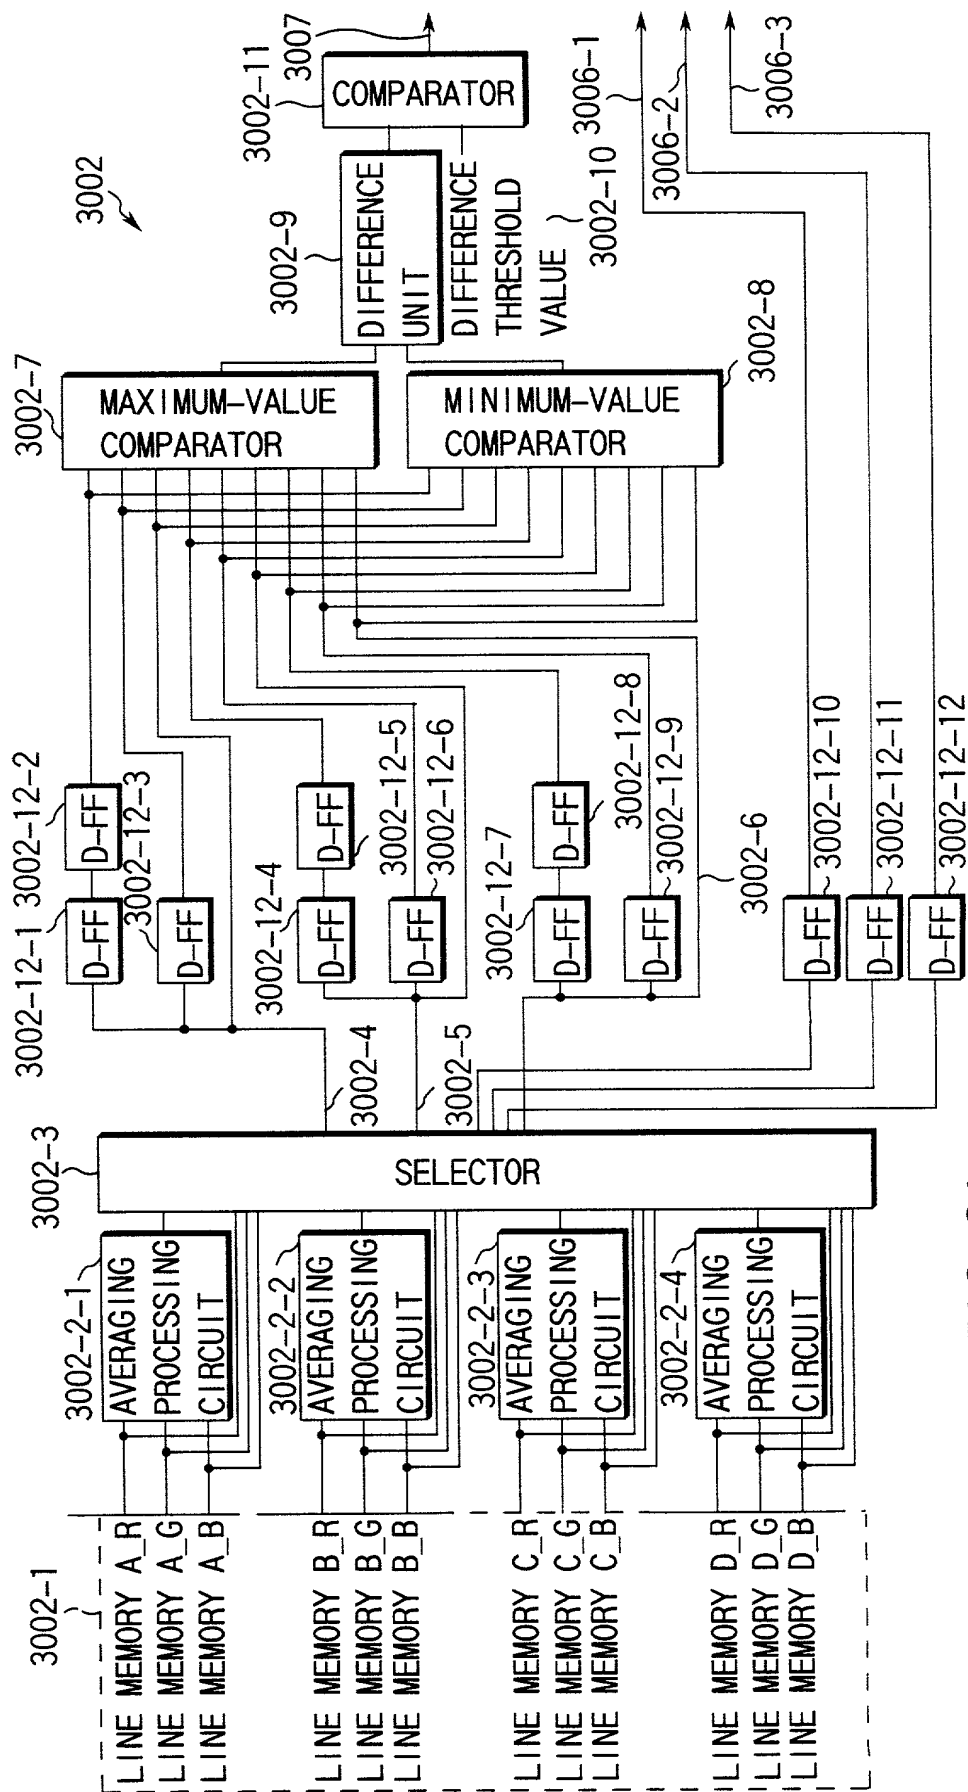 3002
3002-1
LINE MEMORY A_R
LINE MEMORY A_G
LINE MEMORY A_B
LINE MEMORY B_R
LINE MEMORY B_G
LINE MEMORY B_B
LINE MEMORY C_R
LINE MEMORY C_G
LINE MEMORY C_B
LINE MEMORY D_R
LINE MEMORY D_G
LINE MEMORY D_B
3002-2-1
AVERAGING
PROCESSING
CIRCUIT
3002-2-2
AVERAGING
PROCESSING
CIRCUIT
3002-2-3
AVERAGING
PROCESSING
CIRCUIT
3002-2-4
AVERAGING
PROCESSING
CIRCUIT
3002-3
SELECTOR
3002-4
3002-5
3002-6
3002-12-1
D-FF
3002-12-2
D-FF
3002-12-3
D-FF
3002-12-4
D-FF
3002-12-5
D-FF
3002-12-6
D-FF
3002-12-7
D-FF
3002-12-8
D-FF
3002-12-9
D-FF
3002-12-10
D-FF
3002-12-11
D-FF
3002-12-12
D-FF
3002-7
MAXIMUM-VALUE
COMPARATOR
3002-8
MINIMUM-VALUE
COMPARATOR
3002-9
DIFFERENCE
UNIT
DIFFERENCE
THRESHOLD
VALUE
3002-10
3002-11
COMPARATOR
3007
3006-1
3006-2
3006-3